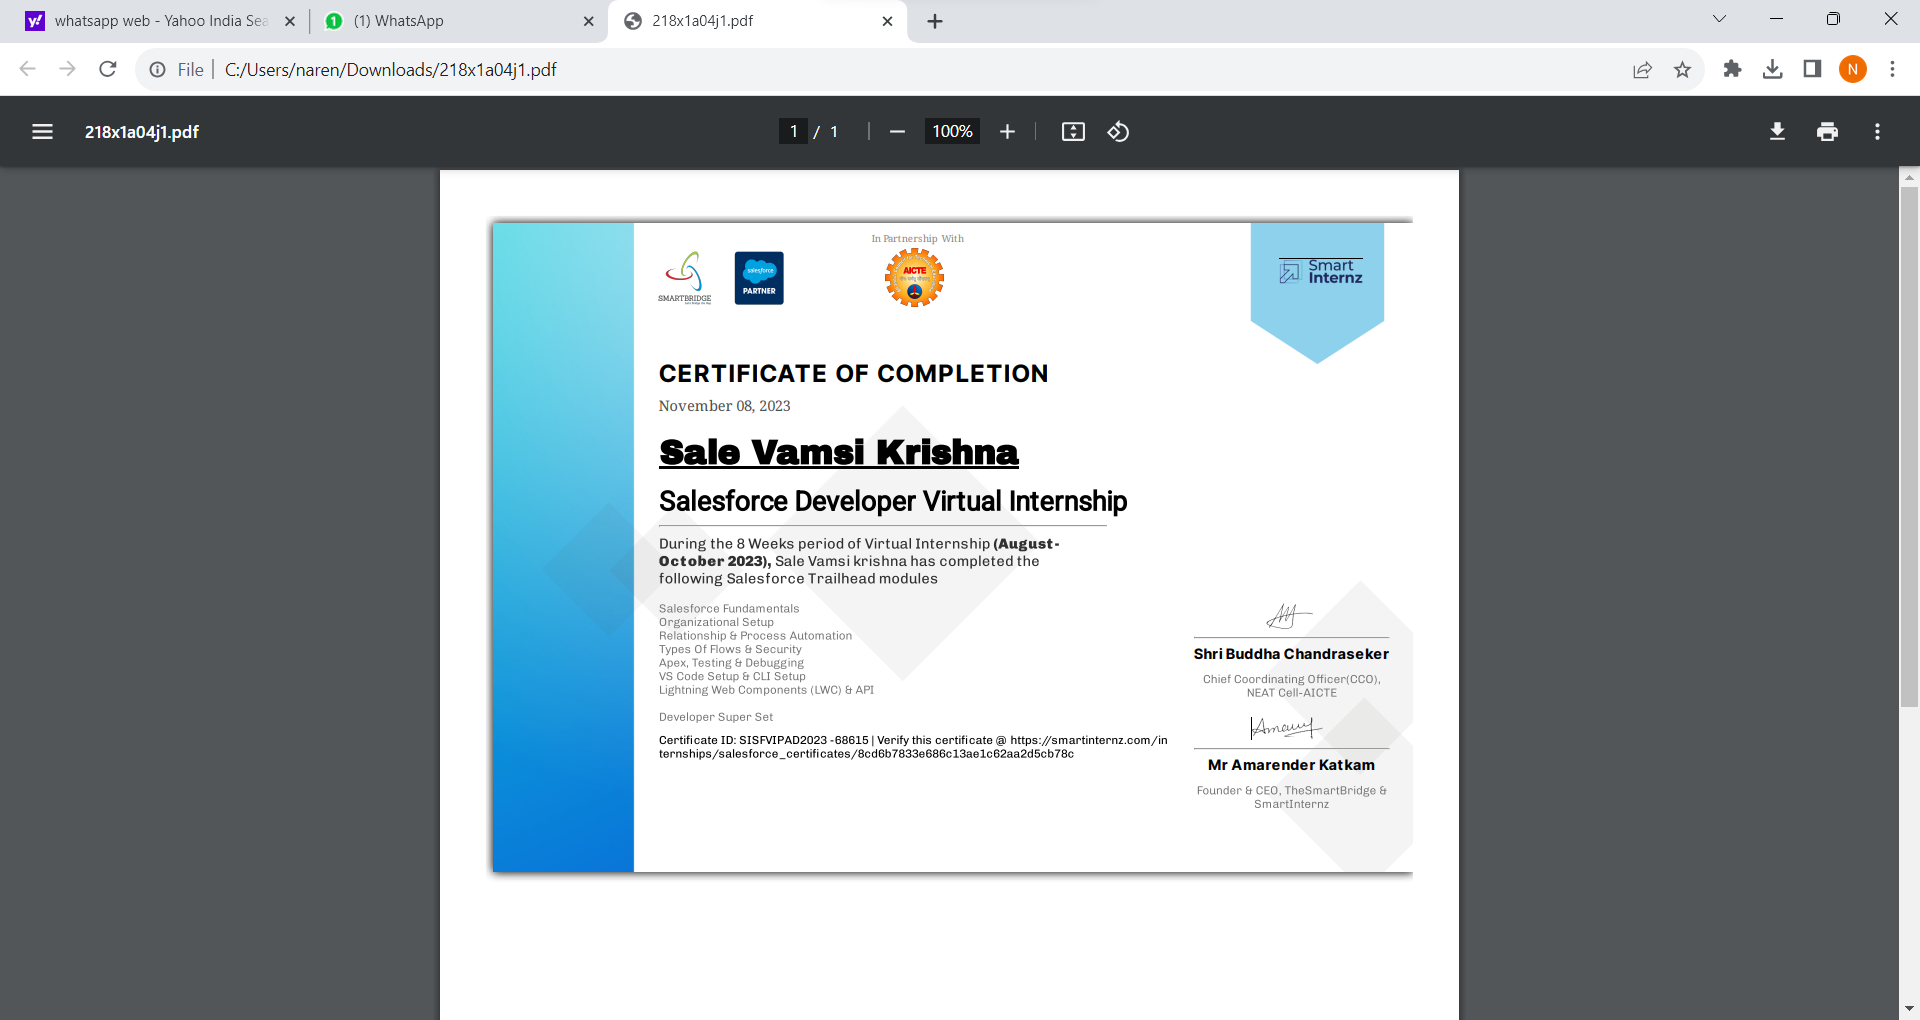 whatsapp web - Yahoo India Sea
(1) WhatsApp
218x1a04j1.pdf
File
C:/Users/naren/Downloads/218x1a04j1.pdf
N
218x1a04j1.pdf
1 / 1
100%
In Partnership With
SMARTBRIDGE
salesforce
PARTNER
AICTE
Smart
Internz
CERTIFICATE OF COMPLETION
November 08, 2023
Sale Vamsi Krishna
Salesforce Developer Virtual Internship
During the 8 Weeks period of Virtual Internship (August-
October 2023), Sale Vamsi krishna has completed the
following Salesforce Trailhead modules
Salesforce Fundamentals
Organizational Setup
Relationship & Process Automation
Types Of Flows & Security
Apex, Testing & Debugging
VS Code Setup & CLI Setup
Lightning Web Components (LWC) & API
Developer Super Set
Certificate ID: SISFVIPAD2023 -68615 | Verify this certificate @ https://smartinternz.com/in
ternships/salesforce_certificates/8cd6b7833e686c13ae1c62aa2d5cb78c
Shri Buddha Chandraseker
Chief Coordinating Officer(CCO),
NEAT Cell-AICTE
Mr Amarender Katkam
Founder & CEO, TheSmartBridge &
SmartInternz